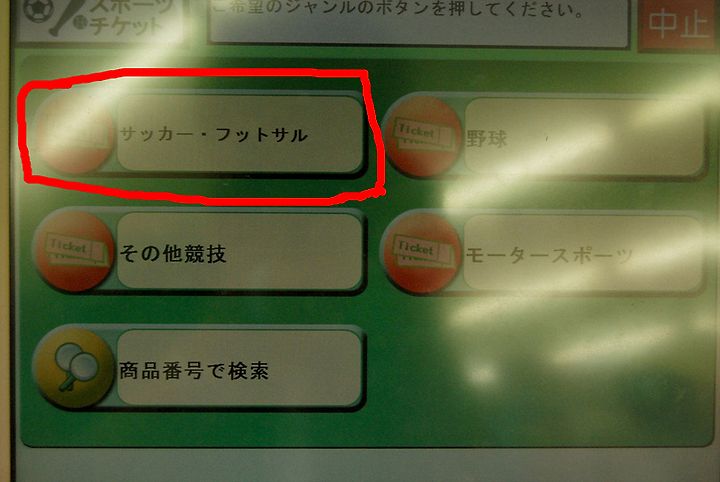 スポーツ
チケット
ご希望のジャンルのボタンを押してください。
中止
サッカー・フットサル
Ticket
野球
Ticket
その他競技
Ticket
モータースポーツ
商品番号で検索